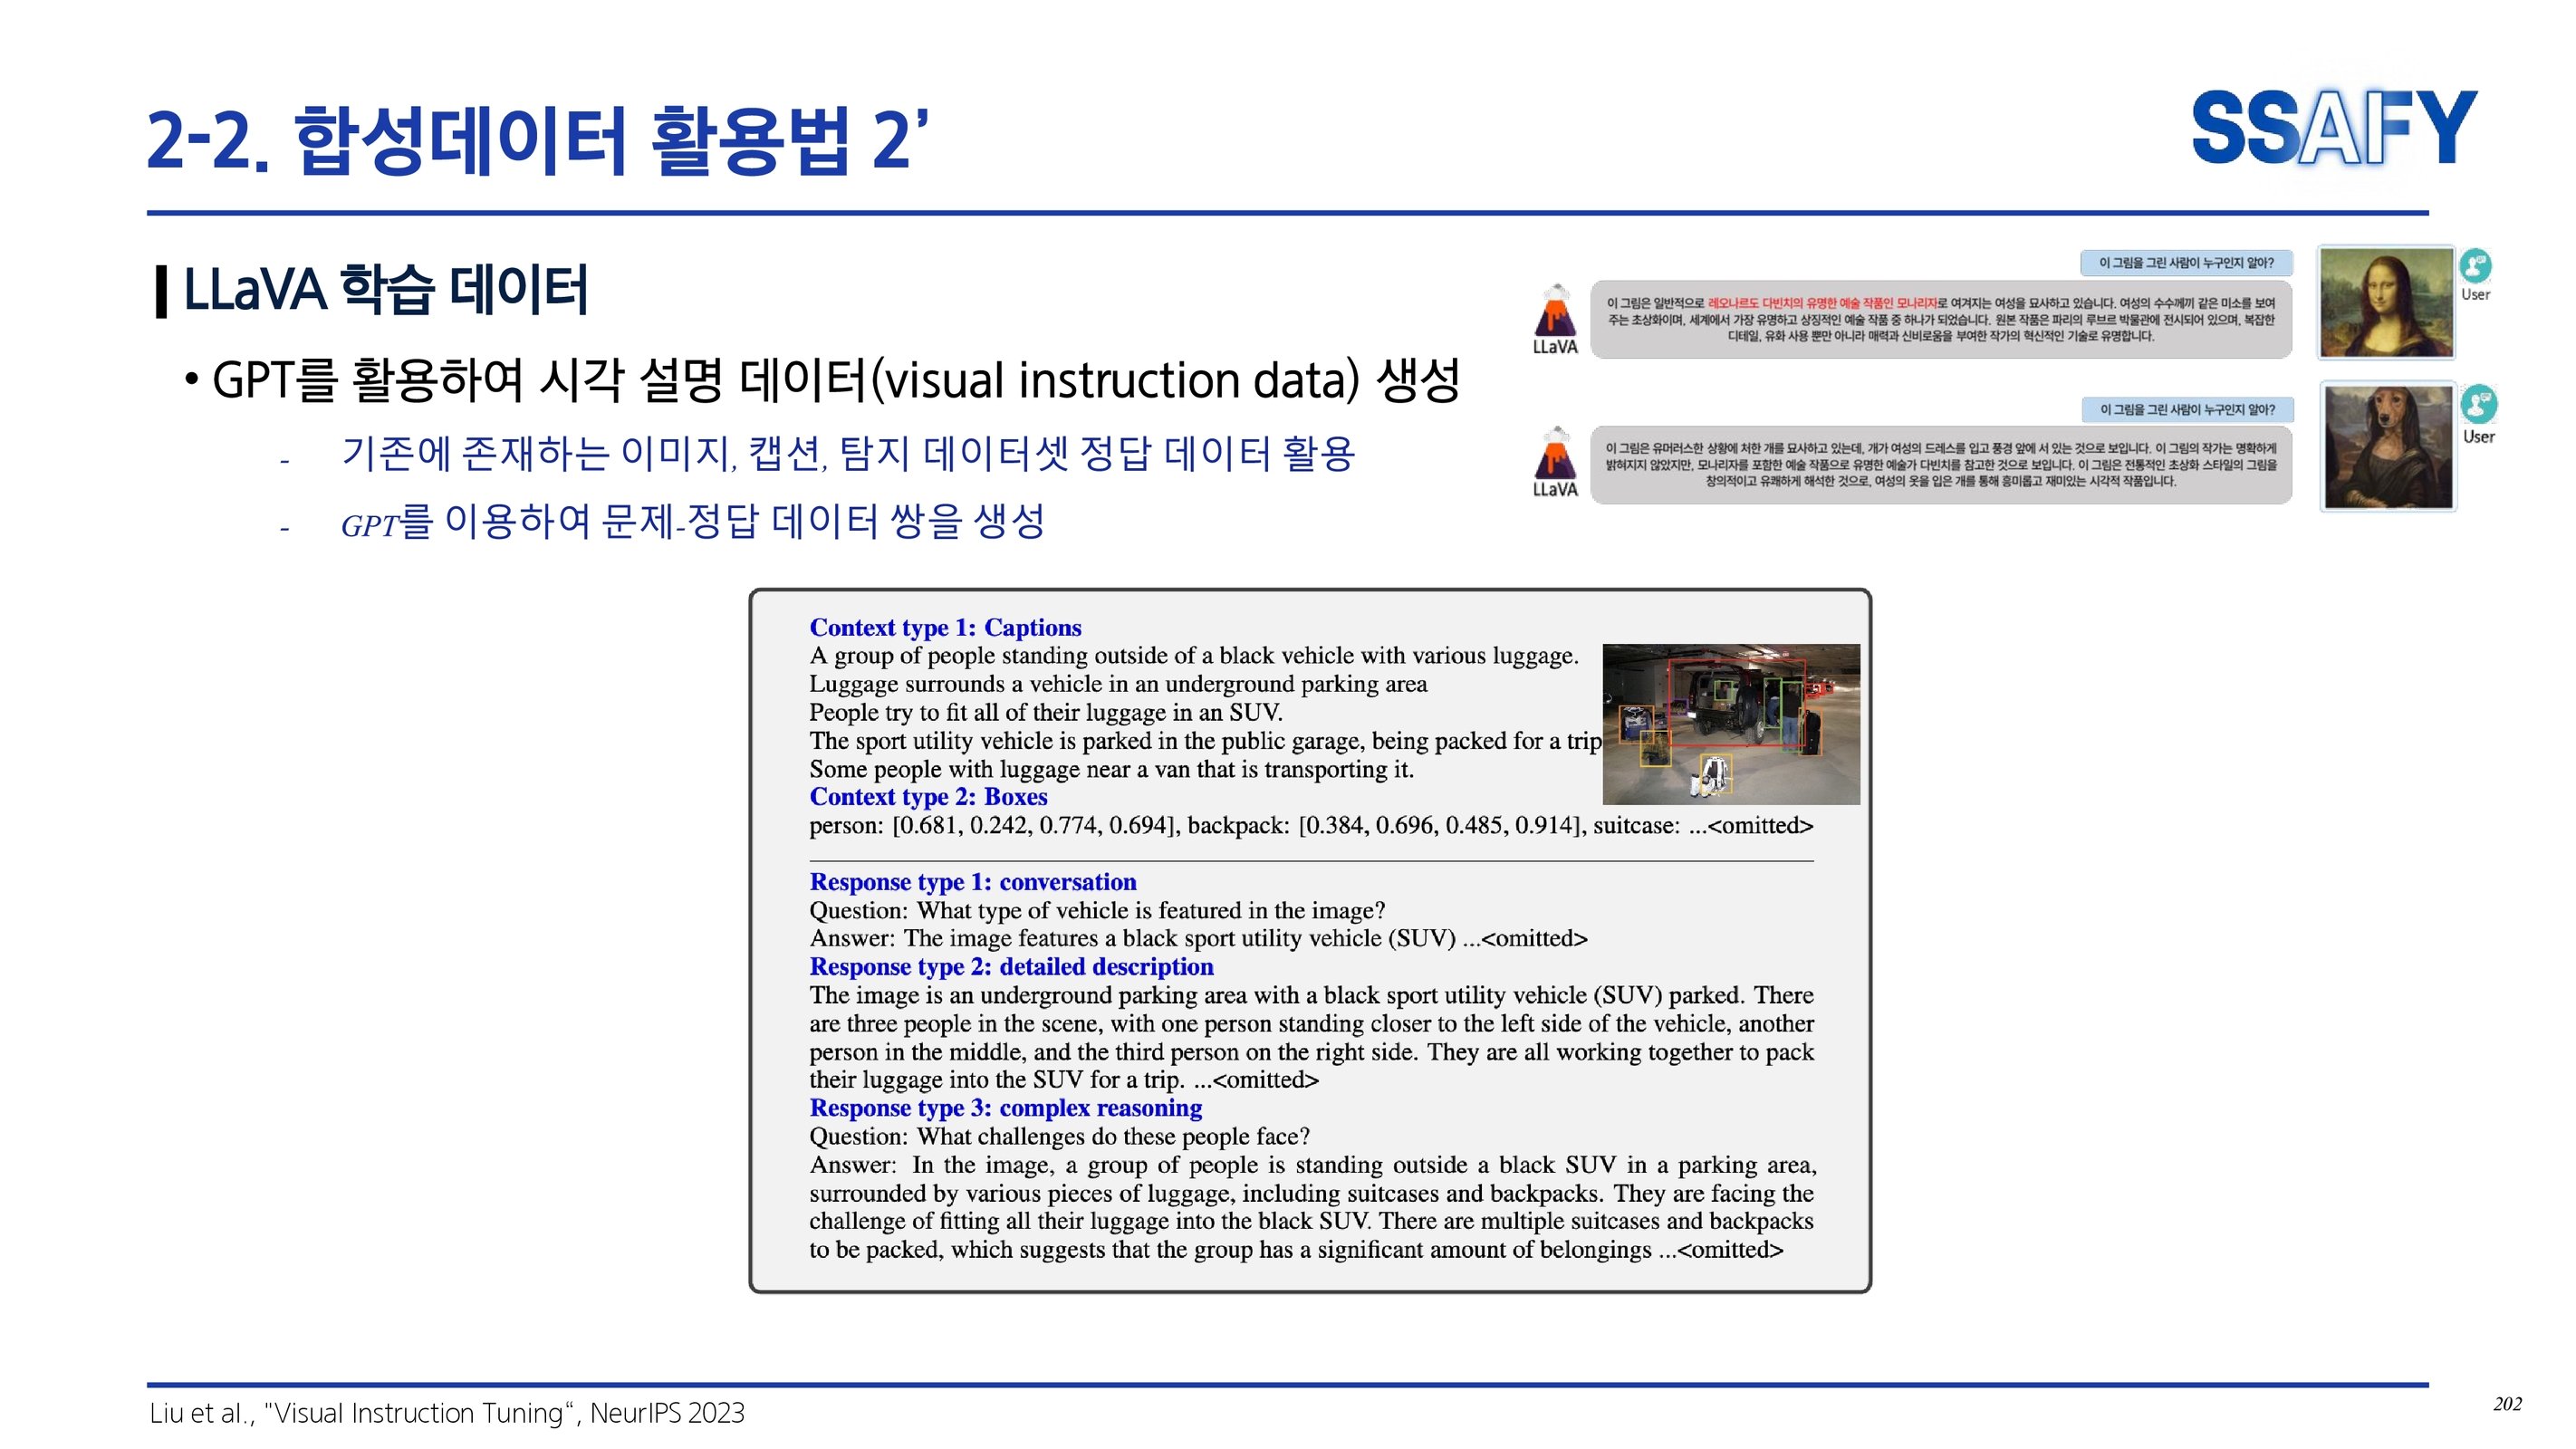 2-2. 합성데이터 활용법 2’
SSAFY
LLaVA 학습 데이터
• GPT를 활용하여 시각 설명 데이터(visual instruction data) 생성
- 기존에 존재하는 이미지, 캡션, 탐지 데이터셋 정답 데이터 활용
- GPT를 이용하여 문제-정답 데이터 쌍을 생성
이 그림을 그린 사람이 누구인지 알아?
User
LLaVA
이 그림은 일반적으로 레오나르도 다빈치의 유명한 예술 작품인 모나리자로 여겨지는 여성을 묘사하고 있습니다. 여성의 수수께끼 같은 미소를 보여
주는 초상화이며, 세계에서 가장 유명하고 상징적인 예술 작품 중 하나가 되었습니다. 원본 작품은 파리의 루브르 박물관에 전시되어 있으며, 복잡한
디테일, 유화 사용 뿐만 아니라 매력과 신비로움을 부여한 작가의 혁신적인 기술로 유명합니다.
이 그림을 그린 사람이 누구인지 알아?
User
LLaVA
이 그림은 유머러스한 상황에 처한 개를 묘사하고 있는데, 개가 여성의 드레스를 입고 풍경 앞에 서 있는 것으로 보입니다. 이 그림의 작가는 명확하게
밝혀지지 않았지만, 모나리자를 포함한 예술 작품으로 유명한 예술가 다빈치를 참고한 것으로 보입니다. 이 그림은 전통적인 초상화 스타일의 그림을
창의적이고 유쾌하게 해석한 것으로, 여성의 옷을 입은 개를 통해 흥미롭고 재미있는 시각적 작품입니다.
Context type 1: Captions
A group of people standing outside of a black vehicle with various luggage.
Luggage surrounds a vehicle in an underground parking area
People try to fit all of their luggage in an SUV.
The sport utility vehicle is parked in the public garage, being packed for a trip
Some people with luggage near a van that is transporting it.
Context type 2: Boxes
person: [0.681, 0.242, 0.774, 0.694], backpack: [0.384, 0.696, 0.485, 0.914], suitcase: ...<omitted>
Response type 1: conversation
Question: What type of vehicle is featured in the image?
Answer: The image features a black sport utility vehicle (SUV) ...<omitted>
Response type 2: detailed description
The image is an underground parking area with a black sport utility vehicle (SUV) parked. There
are three people in the scene, with one person standing closer to the left side of the vehicle, another
person in the middle, and the third person on the right side. They are all working together to pack
their luggage into the SUV for a trip. ...<omitted>
Response type 3: complex reasoning
Question: What challenges do these people face?
Answer: In the image, a group of people is standing outside a black SUV in a parking area,
surrounded by various pieces of luggage, including suitcases and backpacks. They are facing the
challenge of fitting all their luggage into the black SUV. There are multiple suitcases and backpacks
to be packed, which suggests that the group has a significant amount of belongings ...<omitted>
Liu et al., "Visual Instruction Tuning“, NeurIPS 2023
202